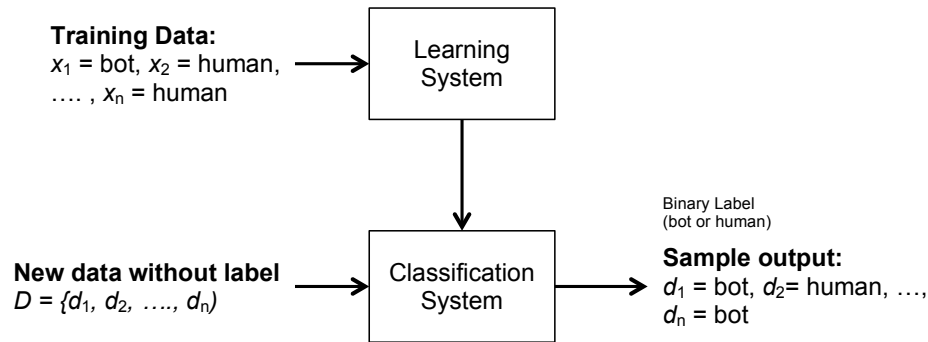 Training Data:
x1 = bot, x2 = human,
…. , xn = human
Learning
System
Binary Label
(bot or human)
New data without label
D = {d1, d2, …., dn)
Classification
System
Sample output:
d1 = bot, d2= human, …,
dn = bot